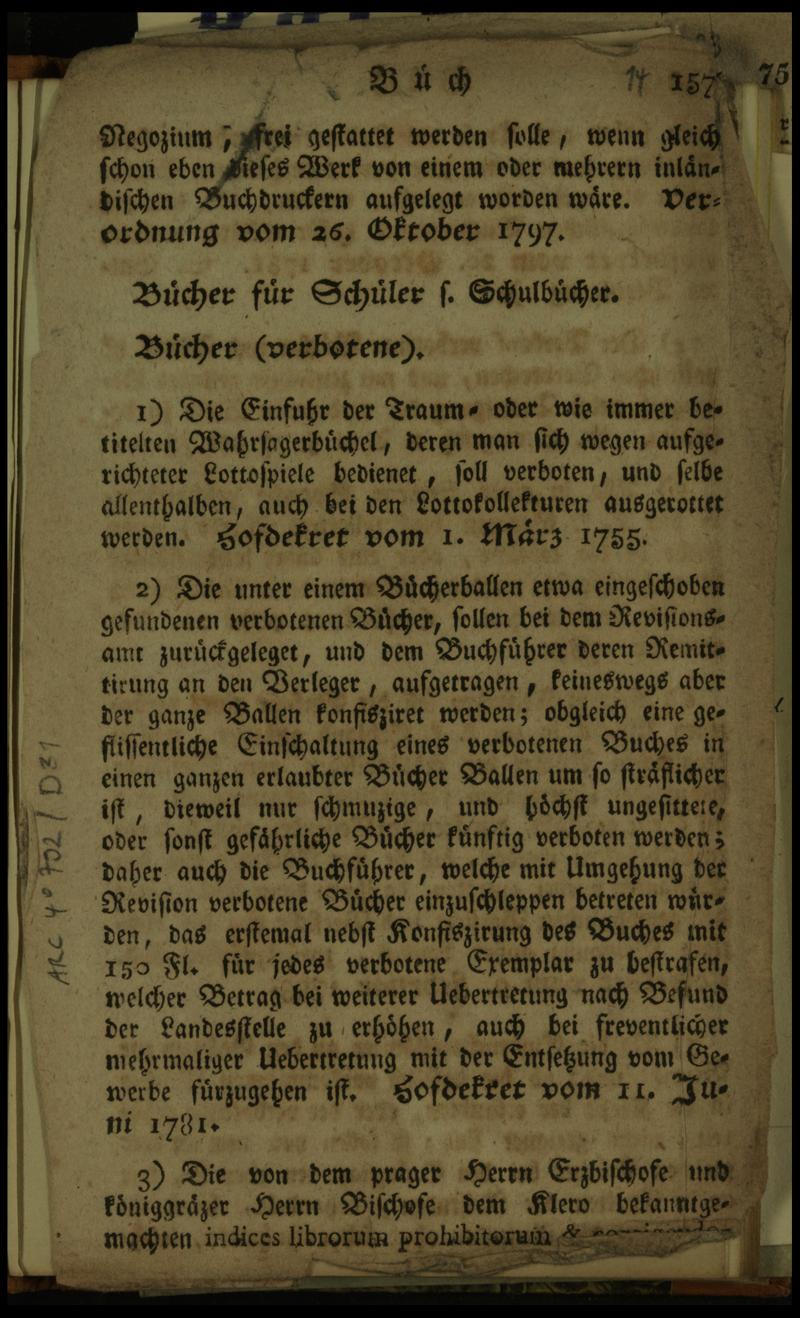 Bůch 14 157 75
Negozium, frei gestattet werden solle, wenn gleich
schon eben dieses Werk von einem oder mehrern inlän-
dischen Buchdruckern aufgelegt worden wäre. Ver-
ordnung vom 26. Oktober 1797.
Bücher für Schüler s. Schulbücher.
Bücher (verbotene).
1) Die Einfuhr der Traum- oder wie immer be-
titelten Wahrsagerbüchel, deren man sich wegen aufge-
richteter Lottospiele bedienet, soll verboten, und selbe
allenthalben, auch bei den Lottokollekturen ausgerottet
werden. Hofdekret vom 1. März 1755.
2) Die unter einem Bücherballen etwa eingeschoben
gefundenen verbotenen Bücher, sollen bei dem Revisions-
amt zurückgeleget, und dem Buchführer deren Remit-
tirung an den Verleger, aufgetragen, keineswegs aber
der ganze Ballen konfisziret werden; obgleich eine ge-
flissentliche Einschaltung eines verbotenen Buches in
einen ganzen erlaubter Bücher Ballen um so sträflicher
ist, dieweil nur schmuzige, und höchst ungesittete,
oder sonst gefährliche Bücher künftig verboten werden;
daher auch die Buchführer, welche mit Umgehung der
Revision verbotene Bücher einzuschleppen betreten wür-
den, das erstemal nebst Konfiszirung des Buches mit
150 Fl. für jedes verbotene Exemplar zu bestrafen,
welcher Betrag bei weiterer Uebertretung nach Befund
der Landesstelle zu erhöhen, auch bei freventlicher
mehrmaliger Uebertretung mit der Entsetzung vom Ge-
werbe fürzugehen ist. Hofdekret vom 11. Ju-
ni 1781.
3) Die von dem prager Herrn Erzbischofe und
königgräzer Herrn Bischofe dem Klero bekanntge-
machten indices librorum prohibitorum &
ARC 4° 702 / D31